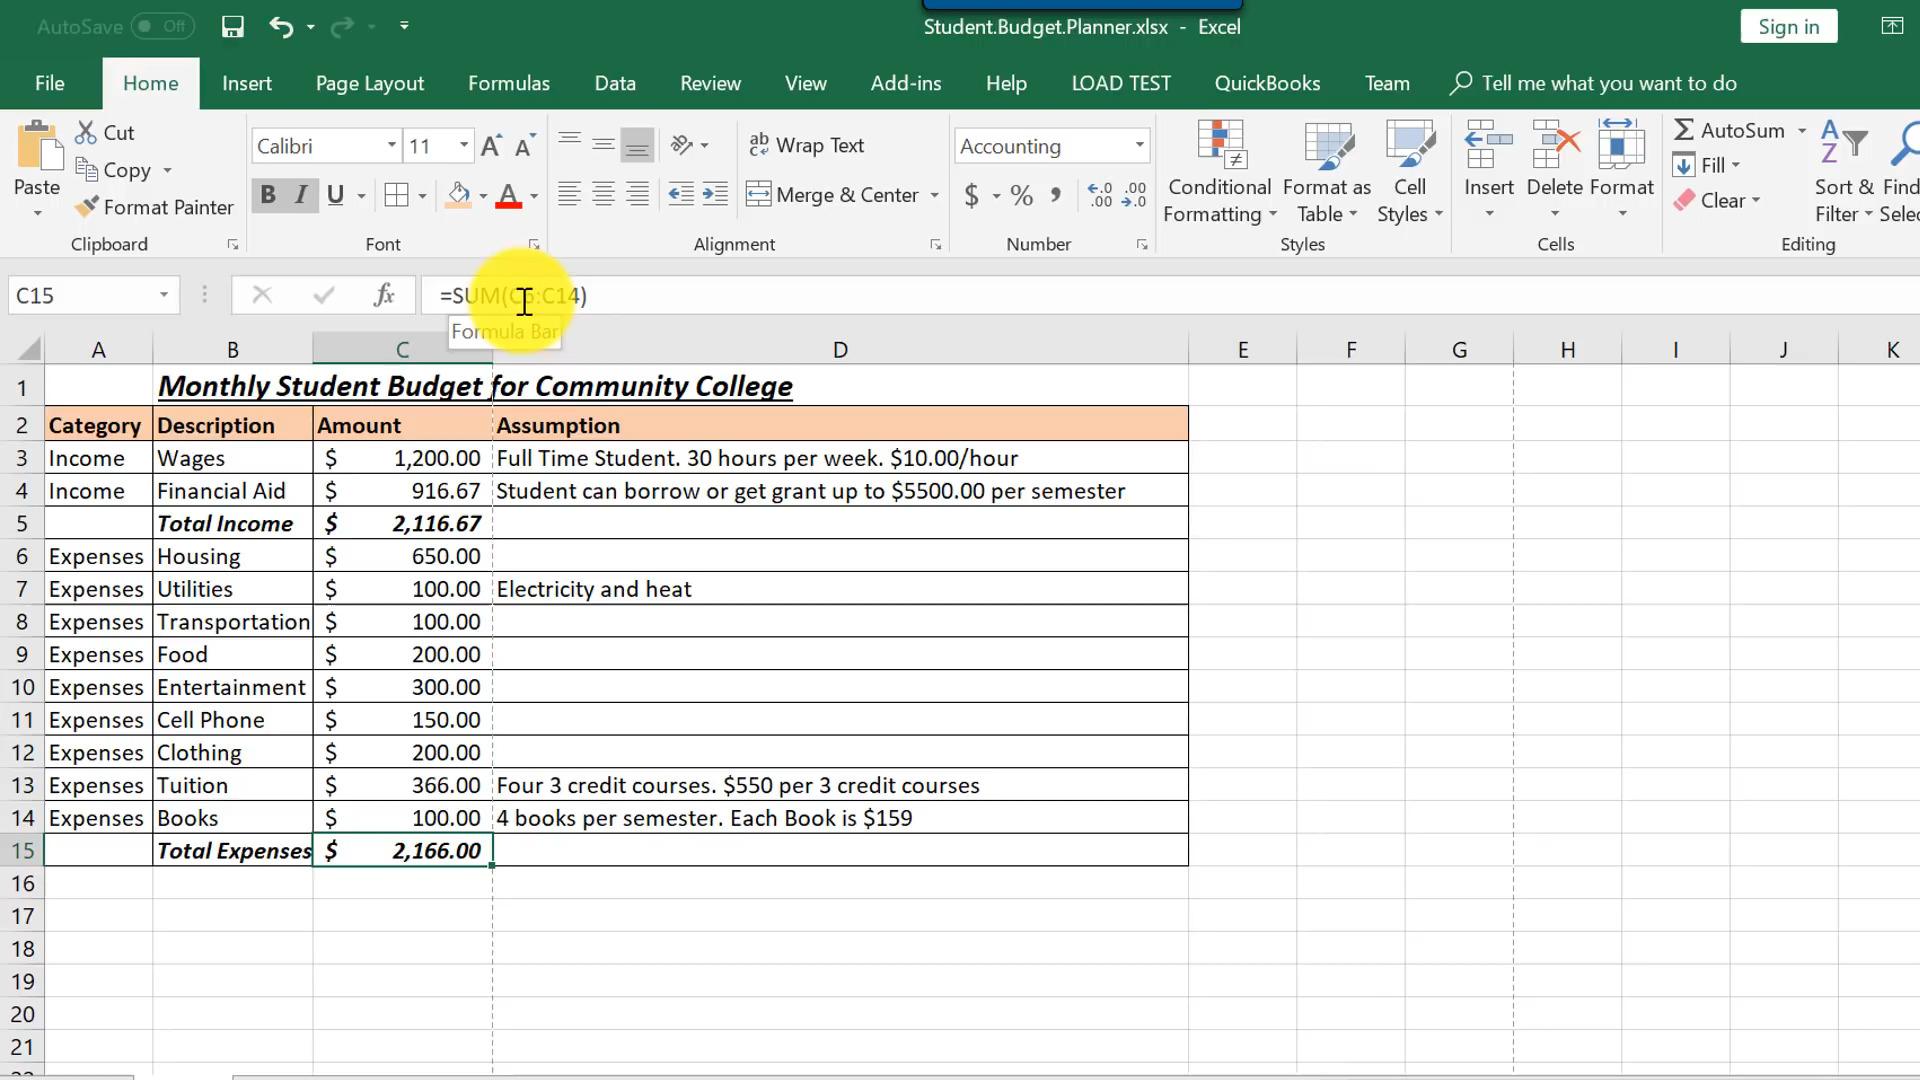 AutoSave Off
Student.Budget.Planner.xlsx - Excel
Sign in
File Home Insert Page Layout Formulas Data Review View Add-ins Help LOAD TEST QuickBooks Team Tell me what you want to do
Paste
Cut
Copy
Format Painter
Clipboard
Calibri 11
B I U
Font
Wrap Text
Merge & Center
Alignment
Accounting
$ % ,
Number
Conditional Formatting
Format as Table
Cell Styles
Styles
Insert Delete Format
Cells
AutoSum
Fill
Clear
Sort & Filter
Editing
C15 fx =SUM(C6:C14)
Formula Bar
A B C D E F G H I J K
1 Monthly Student Budget for Community College
2 Category Description Amount Assumption
3 Income Wages $ 1,200.00 Full Time Student. 30 hours per week. $10.00/hour
4 Income Financial Aid $ 916.67 Student can borrow or get grant up to $5500.00 per semester
5 Total Income $ 2,116.67
6 Expenses Housing $ 650.00
7 Expenses Utilities $ 100.00 Electricity and heat
8 Expenses Transportation $ 100.00
9 Expenses Food $ 200.00
10 Expenses Entertainment $ 300.00
11 Expenses Cell Phone $ 150.00
12 Expenses Clothing $ 200.00
13 Expenses Tuition $ 366.00 Four 3 credit courses. $550 per 3 credit courses
14 Expenses Books $ 100.00 4 books per semester. Each Book is $159
15 Total Expenses $ 2,166.00
16
17
18
19
20
21